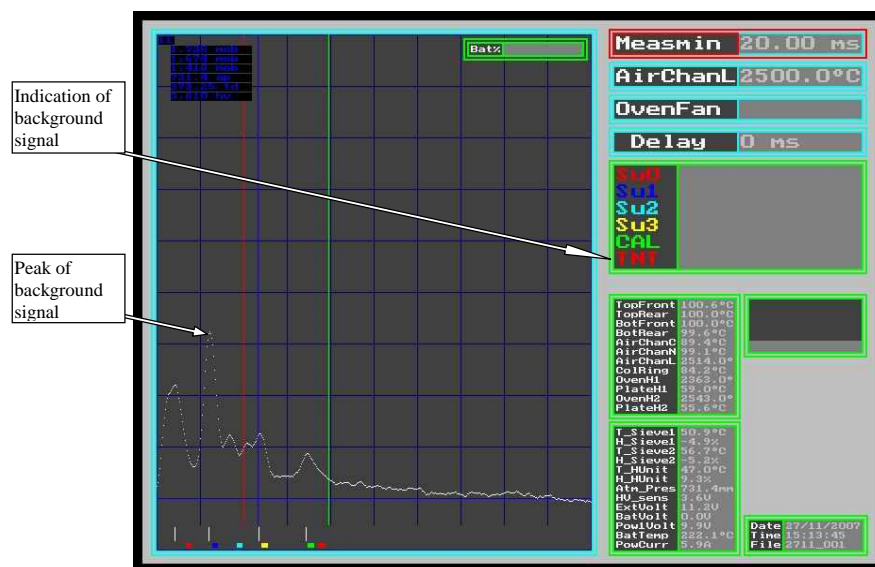 Indication of
background
signal
Peak of
background
signal
Bat%
Measmin 20.00 ms
AirChanL 2500.0°C
OvenFan
Delay 0 ms
Su0
Su1
Su2
Su3
CAL
TNT
TopFront 100.6°C
TopRear 100.0°C
BotFront 100.0°C
BotRear 99.6°C
AirChanC 89.4°C
AirChanN 99.1°C
AirChanL 2514.0°
ColRing 84.2°C
OvenH1 2363.0°
PlateH1 59.0°C
OvenH2 2543.0°
PlateH2 55.6°C
T_Sieve1 50.9°C
H_Sieve1 -4.9%
T_Sieve2 56.7°C
H_Sieve2 -5.2%
T_HUnit 47.0°C
H_HUnit 9.3%
Atm_Pres 731.4mm
HV_sens 3.6V
ExtVolt 11.2V
BatVolt 0.0V
Pow1Volt 9.9V
BatTemp 222.1°C
PowCurr 5.9A
Date 27/11/2007
Time 15:13:45
File 2711_001